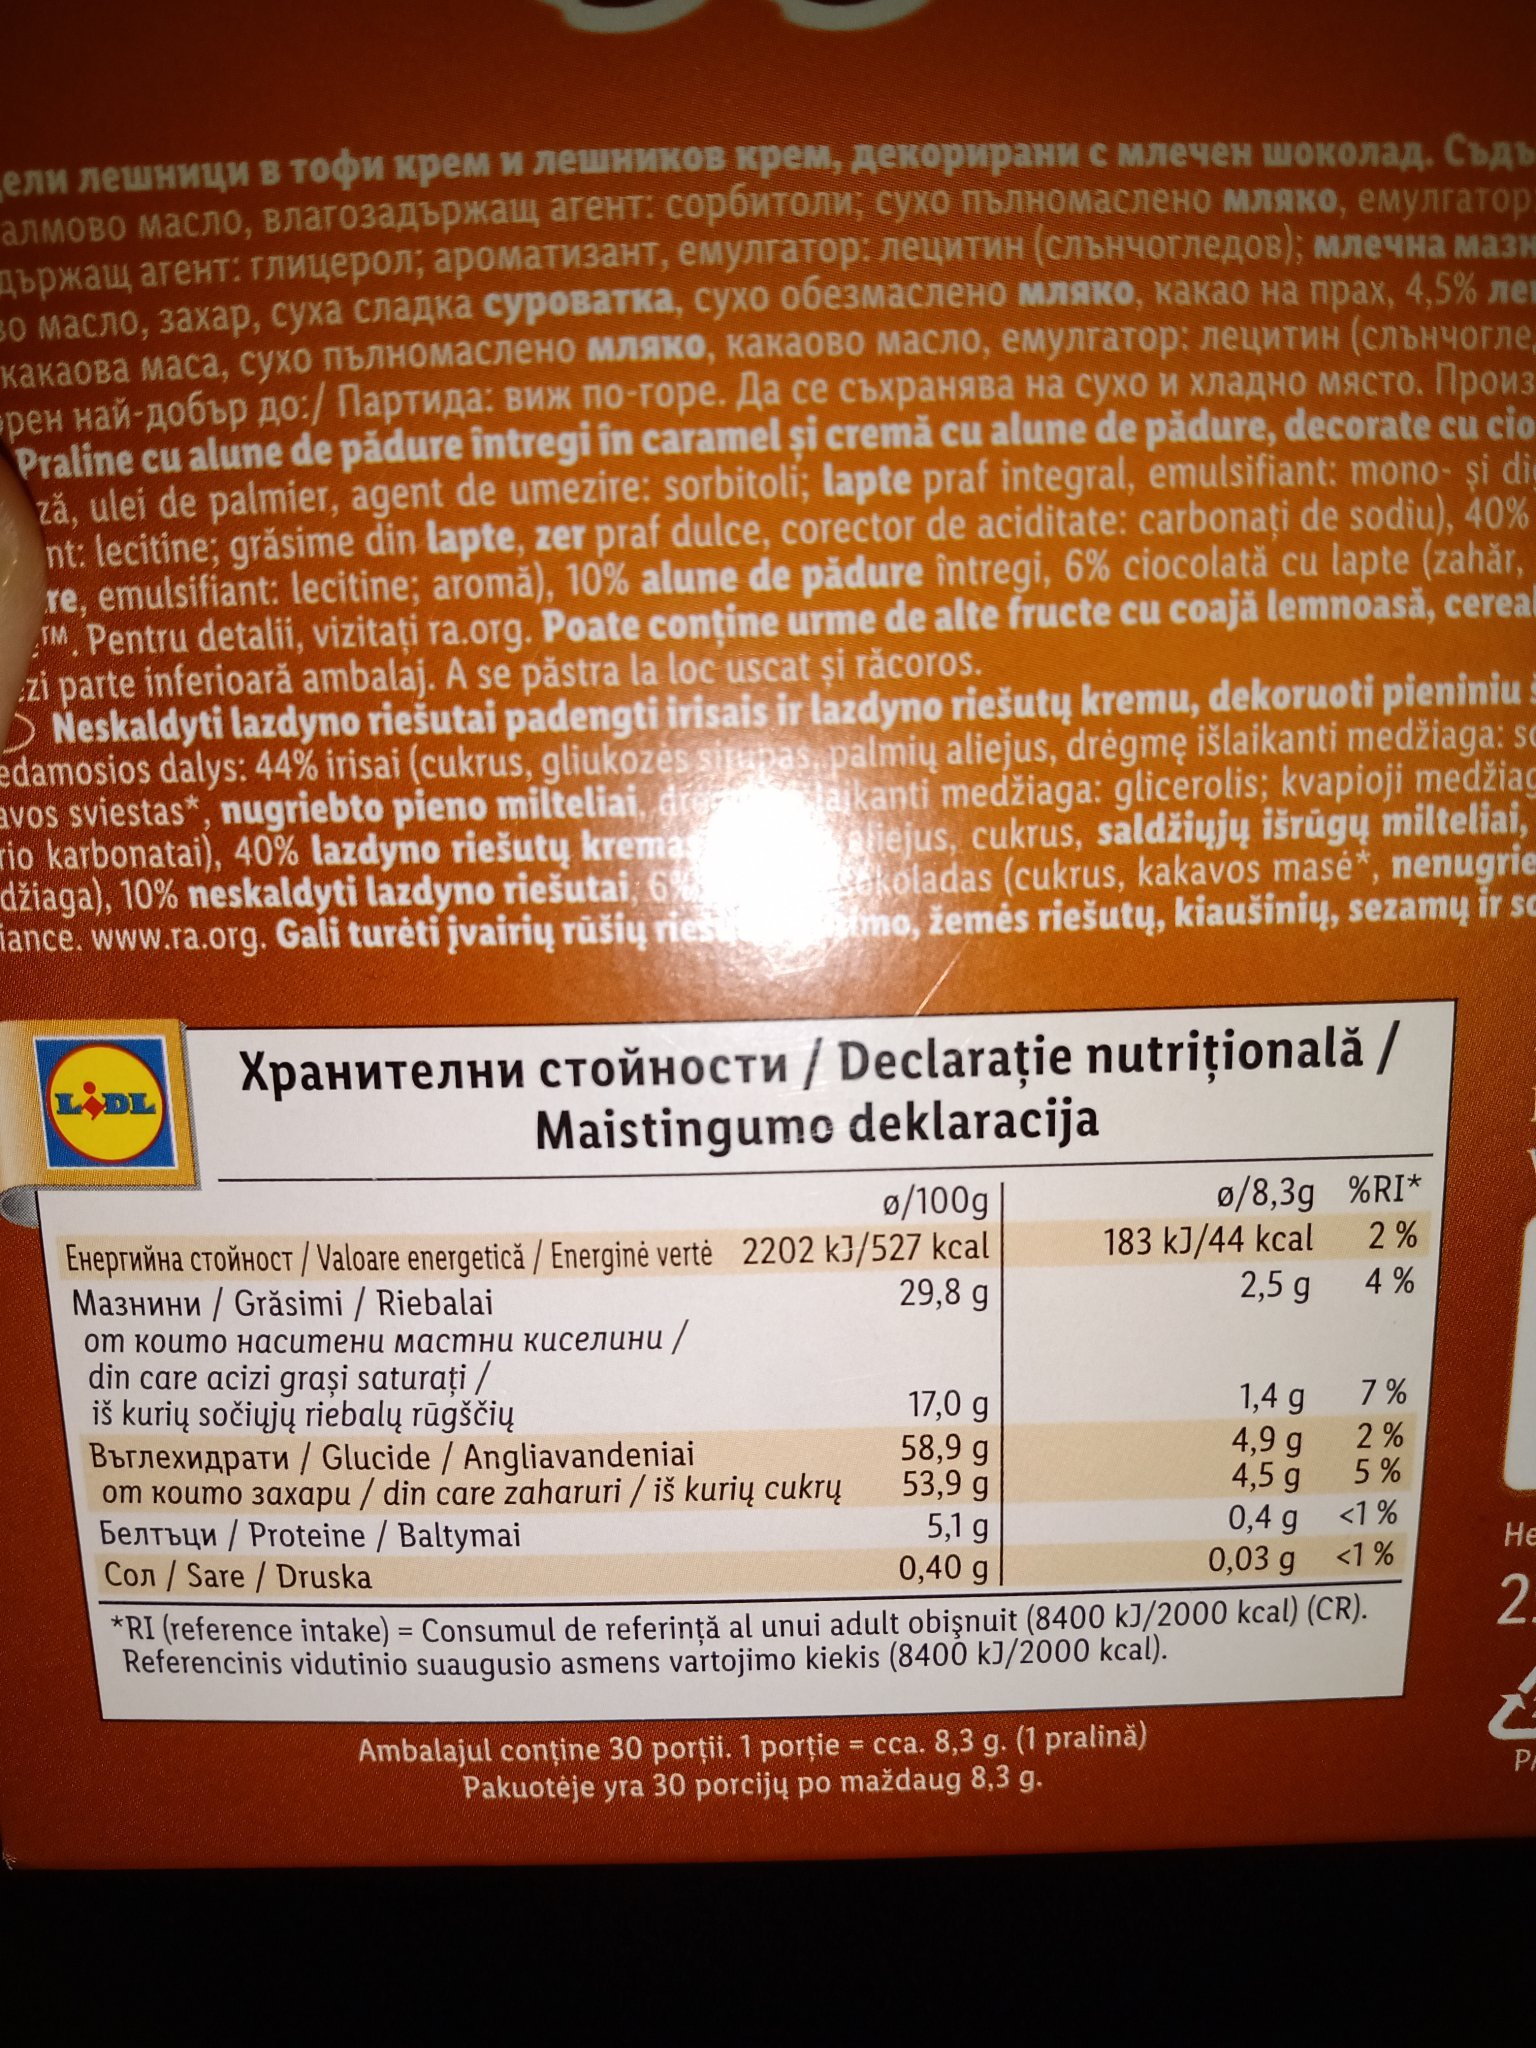 ели лешници в тофи крем и лешников крем, декорирани с млечен шоколад. Съдъ
алмово масло, влагозадържащ агент: сорбитоли; сухо пълномаслено мляко, емулгатор
държащ агент: глицерол; ароматизант, емулгатор: лецитин (слънчогледов); млечна мазн
во масло, захар, суха сладка суроватка, сухо обезмаслено мляко, какао на прах, 4,5% ле
какаова маса, сухо пълномаслено мляко, какаово масло, емулгатор: лецитин (слънчогле
рен най-добър до:/ Партида: виж по-горе. Да се съхранява на сухо и хладно място. Произ
Praline cu alune de pădure întregi în caramel și cremă cu alune de pădure, decorate cu cio
ză, ulei de palmier, agent de umezire: sorbitoli; lapte praf integral, emulsifiant: mono- și di
nt: lecitine; grăsime din lapte, zer praf dulce, corector de aciditate: carbonați de sodiu), 40%
re, emulsifiant: lecitine; aromă), 10% alune de pădure întregi, 6% ciocolată cu lapte (zahăr,
™. Pentru detalii, vizitați ra.org. Poate conține urme de alte fructe cu coajă lemnoasă, cereal
zi parte inferioară ambalaj. A se păstra la loc uscat și răcoros.
Neskaldyti lazdyno riešutai padengti irisais ir lazdyno riešutų kremu, dekoruoti pieniniu
edamosios dalys: 44% irisai (cukrus, gliukozės sirupas, palmių aliejus, drėgmę išlaikanti medžiaga: so
avos sviestas*, nugriebto pieno milteliai, laikanti medžiaga: glicerolis; kvapioji medžiag
rio karbonatai), 40% lazdyno riešutų kremas aliejus, cukrus, saldžiųjų išrūgų milteliai,
džiaga), 10% neskaldyti lazdyno riešutai, 6% šokoladas (cukrus, kakavos masė*, nenugrie
iance. www.ra.org. Gali turėti įvairių rūšių rieš imo, žemės riešutų, kiaušinių, sezamų ir so
LIDL
Хранителни стойности / Declarație nutrițională /
Maistingumo deklaracija
ø/100g ø/8,3g %RI*
Енергийна стойност / Valoare energetică / Energinė vertė 2202 kJ/527 kcal 183 kJ/44 kcal 2 %
Мазнини / Grăsimi / Riebalai 29,8 g 2,5 g 4 %
от които наситени мастни киселини /
din care acizi grași saturați /
iš kurių sočiųjų riebalų rūgščių 17,0 g 1,4 g 7 %
Въглехидрати / Glucide / Angliavandeniai 58,9 g 4,9 g 2 %
от които захари / din care zaharuri / iš kurių cukrų 53,9 g 4,5 g 5 %
Белтъци / Proteine / Baltymai 5,1 g 0,4 g <1 %
Сол / Sare / Druska 0,40 g 0,03 g <1 %
*RI (reference intake) = Consumul de referință al unui adult obișnuit (8400 kJ/2000 kcal) (CR).
Referencinis vidutinio suaugusio asmens vartojimo kiekis (8400 kJ/2000 kcal).
Ambalajul conține 30 porții. 1 porție = cca. 8,3 g. (1 pralină)
Pakuotėje yra 30 porcijų po maždaug 8,3 g.